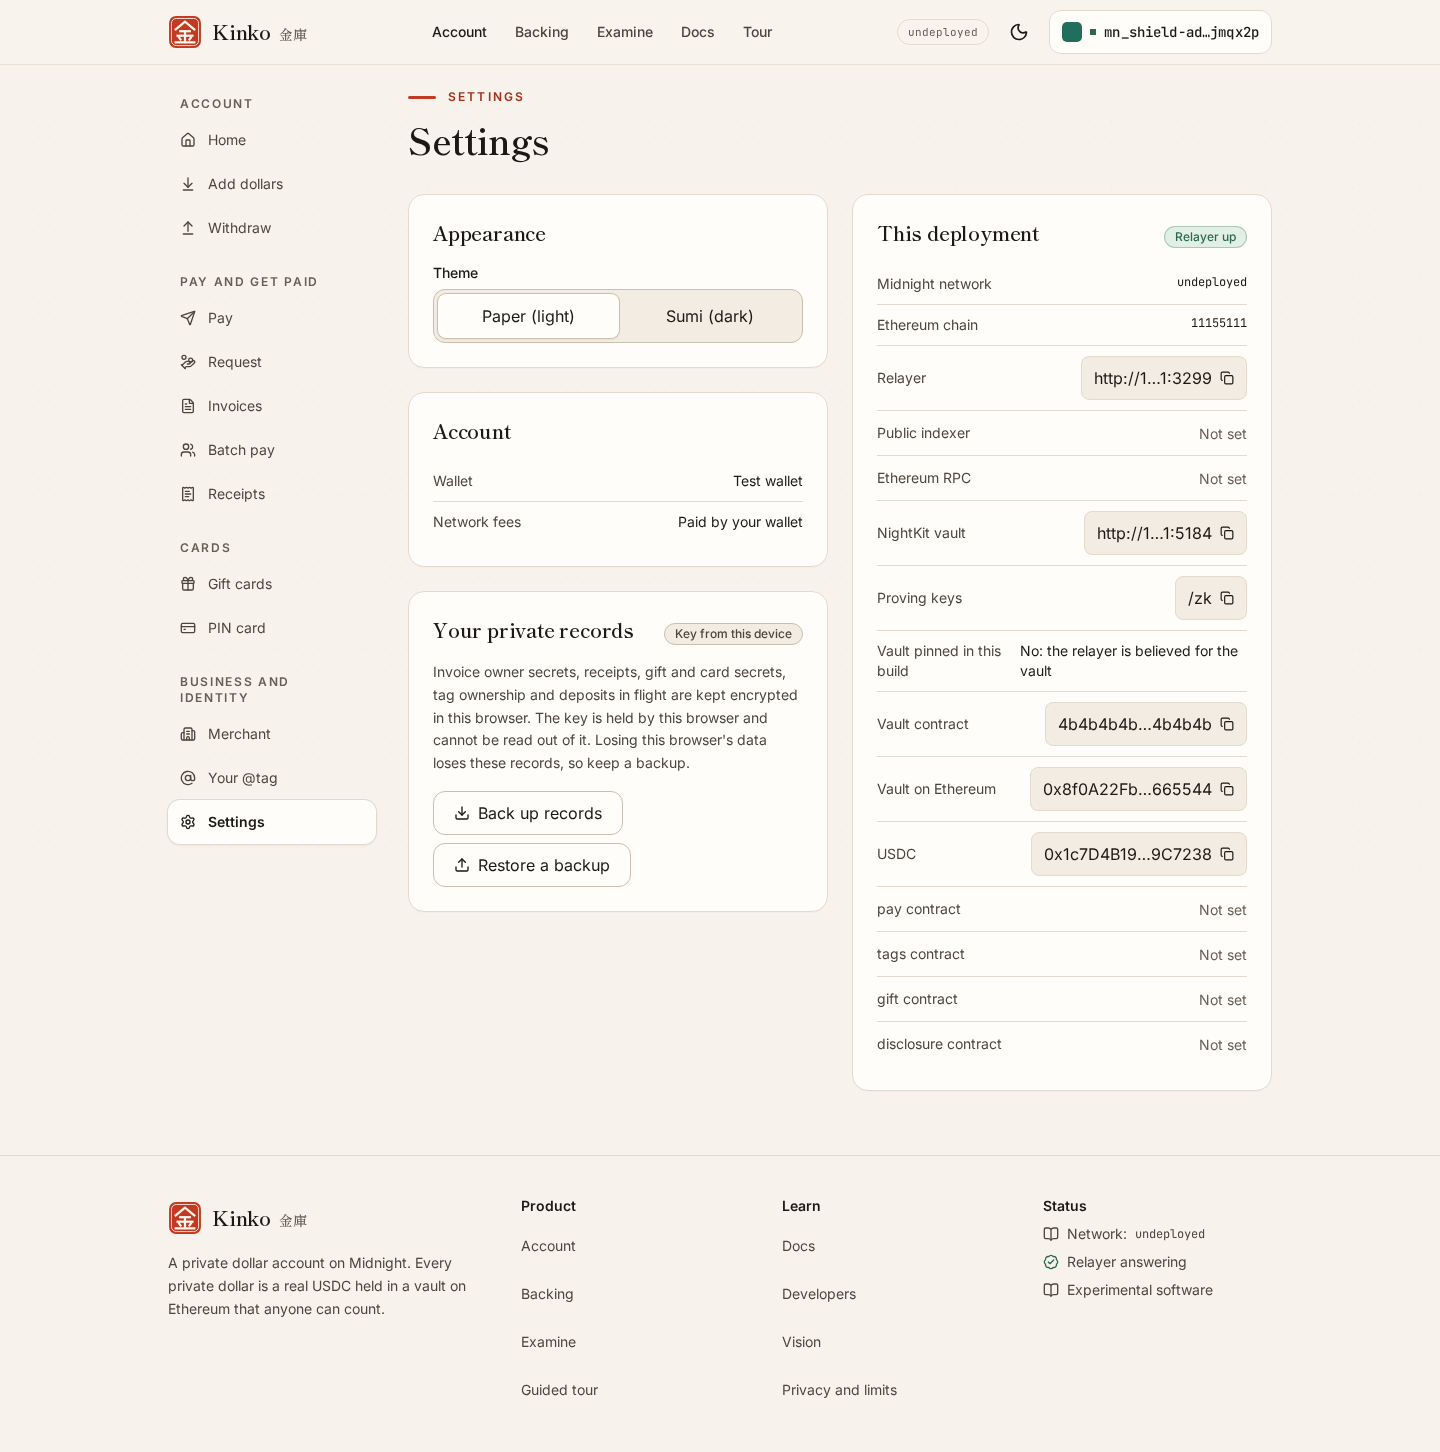 金 Kinko 金庫
Account Backing Examine Docs Tour
undeployed
mn_shield-ad…jmqx2p
ACCOUNT
Home
Add dollars
Withdraw
PAY AND GET PAID
Pay
Request
Invoices
Batch pay
Receipts
CARDS
Gift cards
PIN card
BUSINESS AND
IDENTITY
Merchant
Your @tag
Settings
SETTINGS
Settings
Appearance
Theme
Paper (light) Sumi (dark)
Account
Wallet Test wallet
Network fees Paid by your wallet
Your private records Key from this device
Invoice owner secrets, receipts, gift and card secrets,
tag ownership and deposits in flight are kept encrypted
in this browser. The key is held by this browser and
cannot be read out of it. Losing this browser's data
loses these records, so keep a backup.
Back up records
Restore a backup
This deployment Relayer up
Midnight network undeployed
Ethereum chain 11155111
Relayer http://1…1:3299
Public indexer Not set
Ethereum RPC Not set
NightKit vault http://1…1:5184
Proving keys /zk
Vault pinned in this No: the relayer is believed for the
build vault
Vault contract 4b4b4b4b…4b4b4b
Vault on Ethereum 0x8f0A22Fb…665544
USDC 0x1c7D4B19…9C7238
pay contract Not set
tags contract Not set
gift contract Not set
disclosure contract Not set
金 Kinko 金庫
A private dollar account on Midnight. Every
private dollar is a real USDC held in a vault on
Ethereum that anyone can count.
Product
Account
Backing
Examine
Guided tour
Learn
Docs
Developers
Vision
Privacy and limits
Status
Network: undeployed
Relayer answering
Experimental software